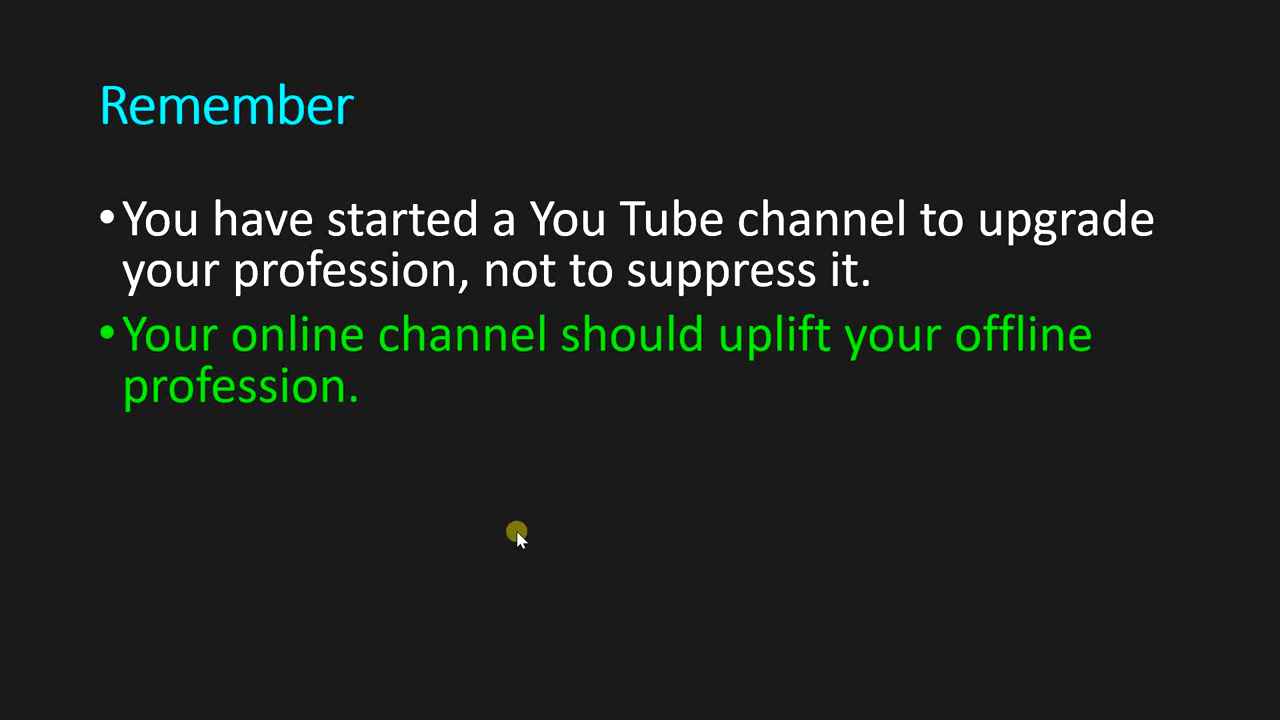 Remember
•You have started a You Tube channel to upgrade
your profession, not to suppress it.
•Your online channel should uplift your offline
profession.